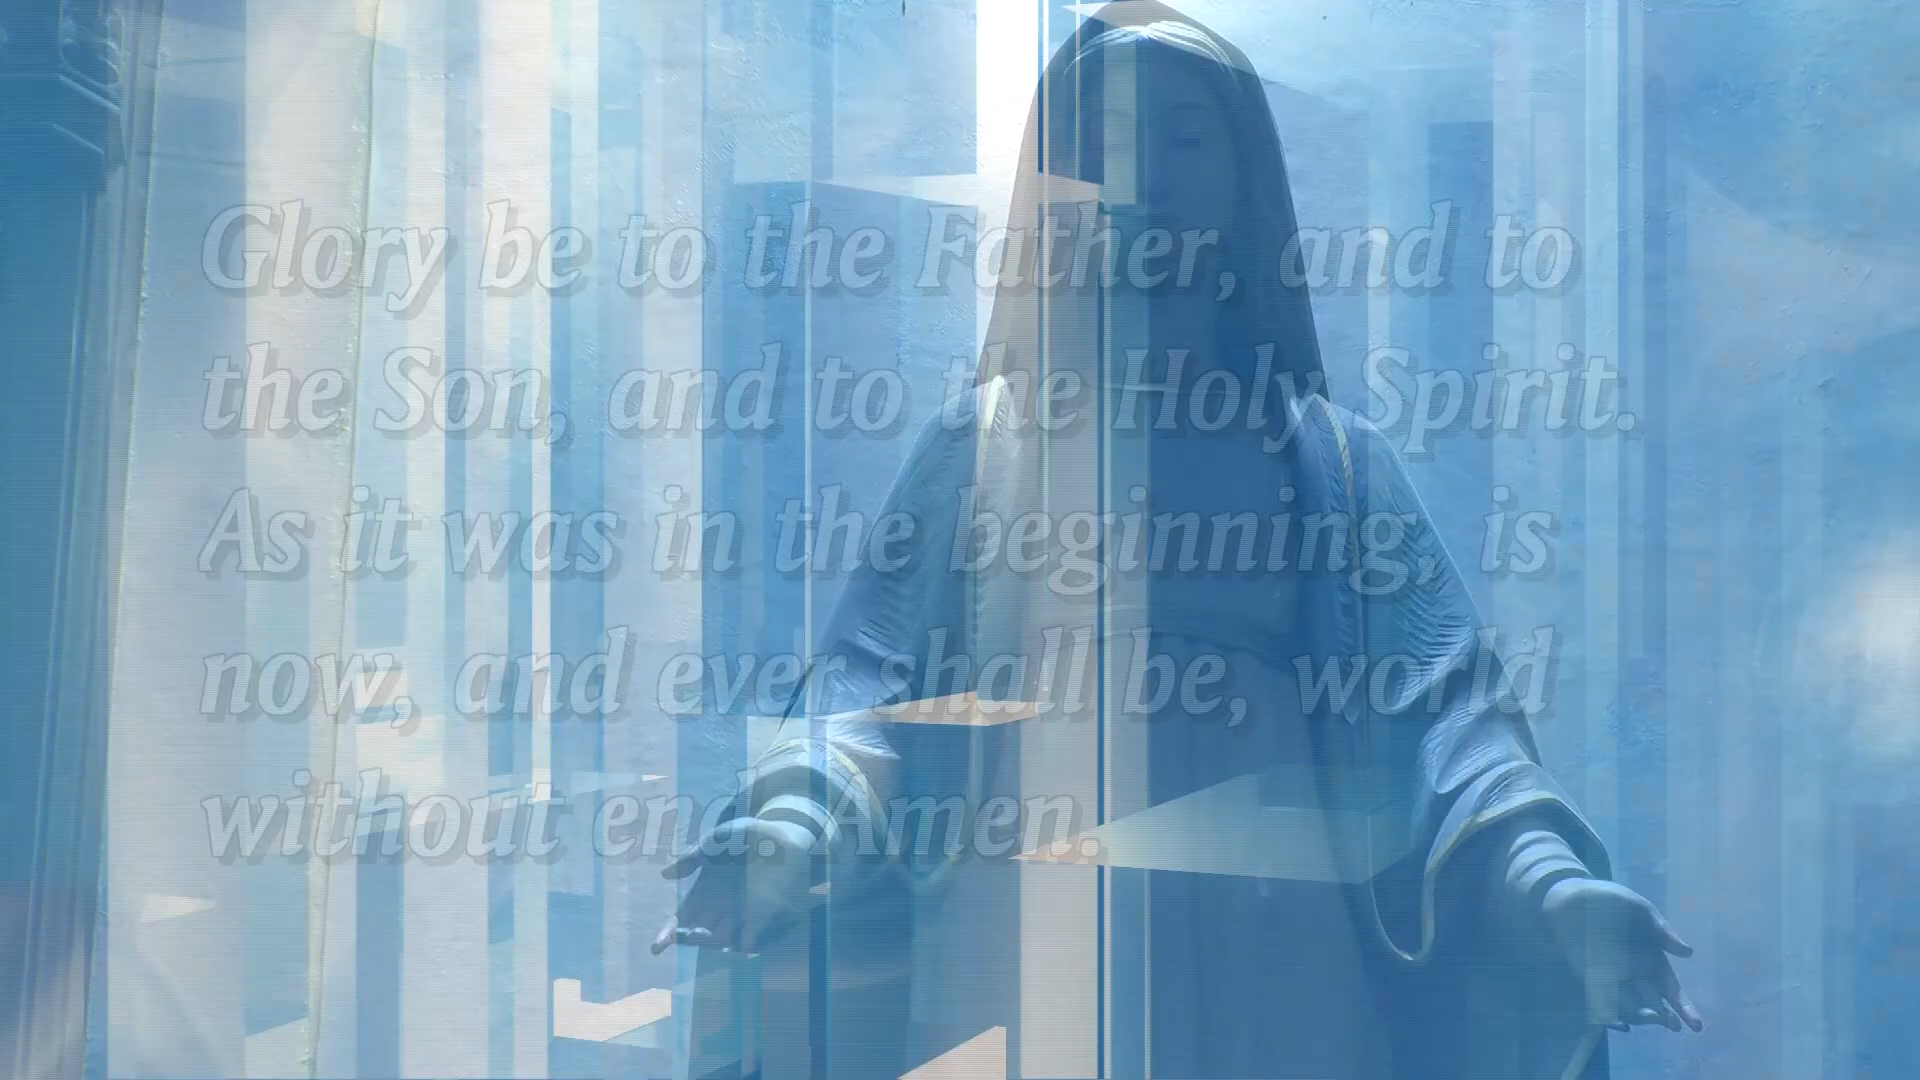 Glory be to the Father, and to
the Son, and to the Holy Spirit.
As it was in the beginning, is
now, and ever shall be, world
without end. Amen.